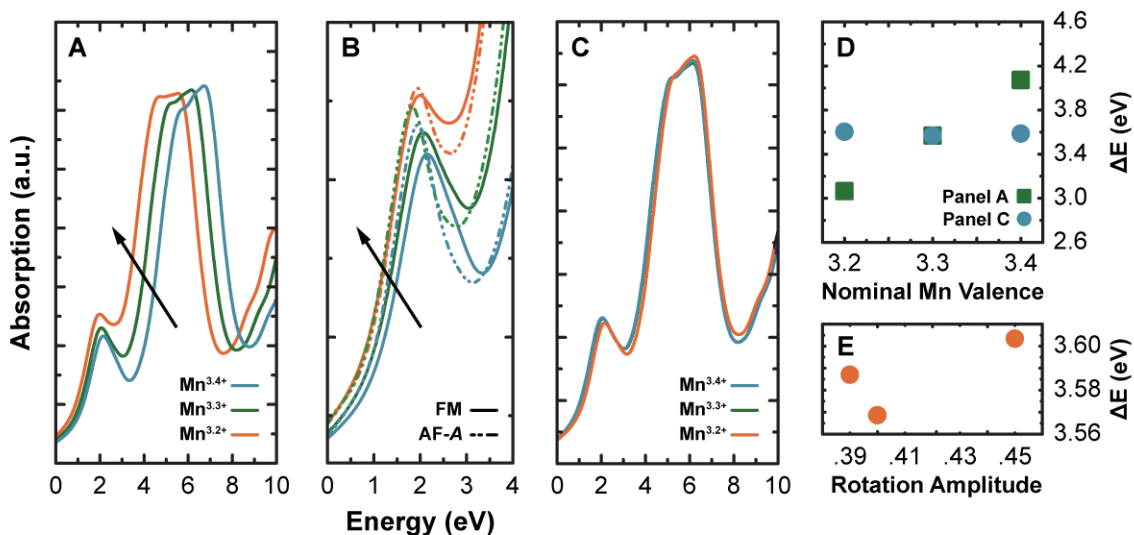 A
B
C
D
E
Absorption (a.u.)
Mn3.4+
Mn3.3+
Mn3.2+
FM
AF-A
Mn3.4+
Mn3.3+
Mn3.2+
0 2 4 6 8 10
0 1 2 3 4
0 2 4 6 8 10
Energy (eV)
4.6
4.2
3.8
3.4
3.0
2.6
ΔE (eV)
Panel A
Panel C
3.2 3.3 3.4
Nominal Mn Valence
3.60
3.58
3.56
ΔE (eV)
.39 .41 .43 .45
Rotation Amplitude